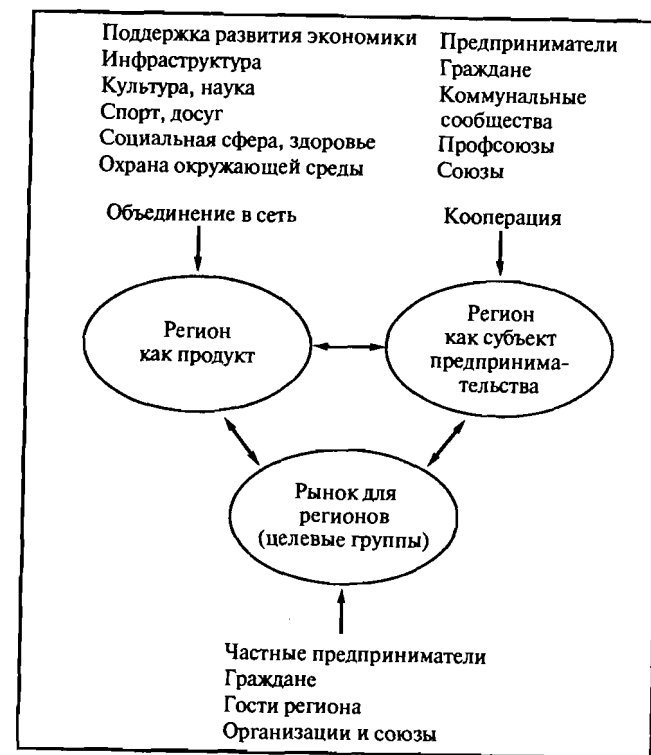 Поддержка развития экономики
Инфраструктура
Культура, наука
Спорт, досуг
Социальная сфера, здоровье
Охрана окружающей среды
Предприниматели
Граждане
Коммунальные
сообщества
Профсоюзы
Союзы
Объединение в сеть
Кооперация
Регион
как продукт
Регион
как субъект
предпринима-
тельства
Рынок для
регионов
(целевые группы)
Частные предприниматели
Граждане
Гости региона
Организации и союзы